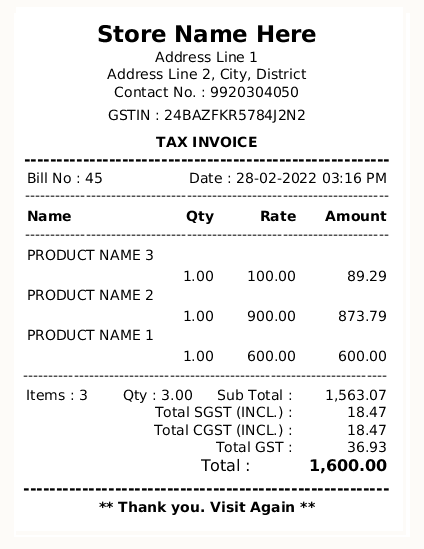 Store Name Here
Address Line 1
Address Line 2, City, District
Contact No. : 9920304050
GSTIN : 24BAZFKR5784J2N2
TAX INVOICE
Bill No : 45 Date : 28-02-2022 03:16 PM
Name Qty Rate Amount
PRODUCT NAME 3
1.00 100.00 89.29
PRODUCT NAME 2
1.00 900.00 873.79
PRODUCT NAME 1
1.00 600.00 600.00
Items : 3 Qty : 3.00 Sub Total : 1,563.07
Total SGST (INCL.) : 18.47
Total CGST (INCL.) : 18.47
Total GST : 36.93
Total : 1,600.00
** Thank you. Visit Again **